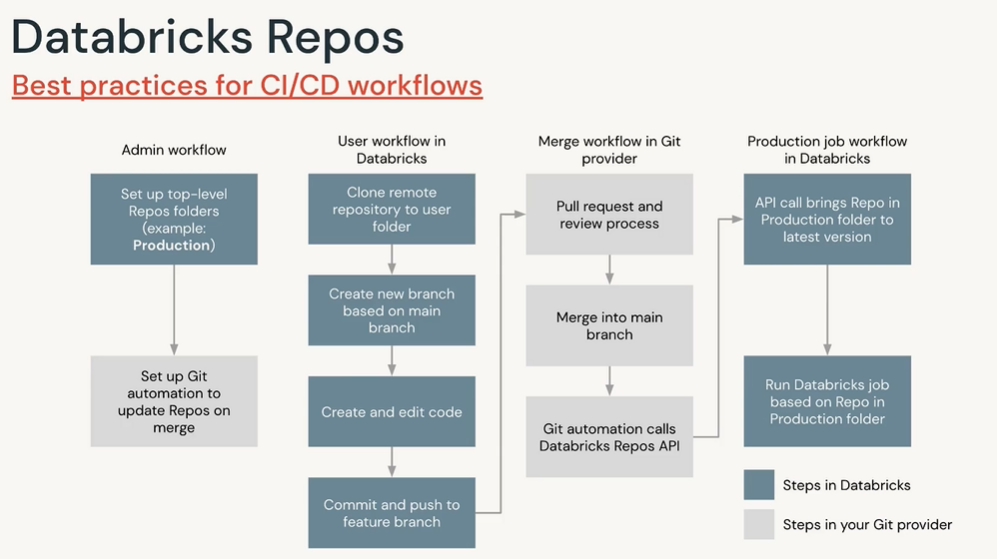 Databricks Repos
Best practices for CI/CD workflows
Admin workflow
Set up top-level
Repos folders
(example:
Production)
Set up Git
automation to
update Repos on
merge
User workflow in
Databricks
Clone remote
repository to user
folder
Create new branch
based on main
branch
Create and edit code
Commit and push to
feature branch
Merge workflow in Git
provider
Pull request and
review process
Merge into main
branch
Git automation calls
Databricks Repos API
Production job workflow
in Databricks
API call brings Repo in
Production folder to
latest version
Run Databricks job
based on Repo in
Production folder
Steps in Databricks
Steps in your Git provider